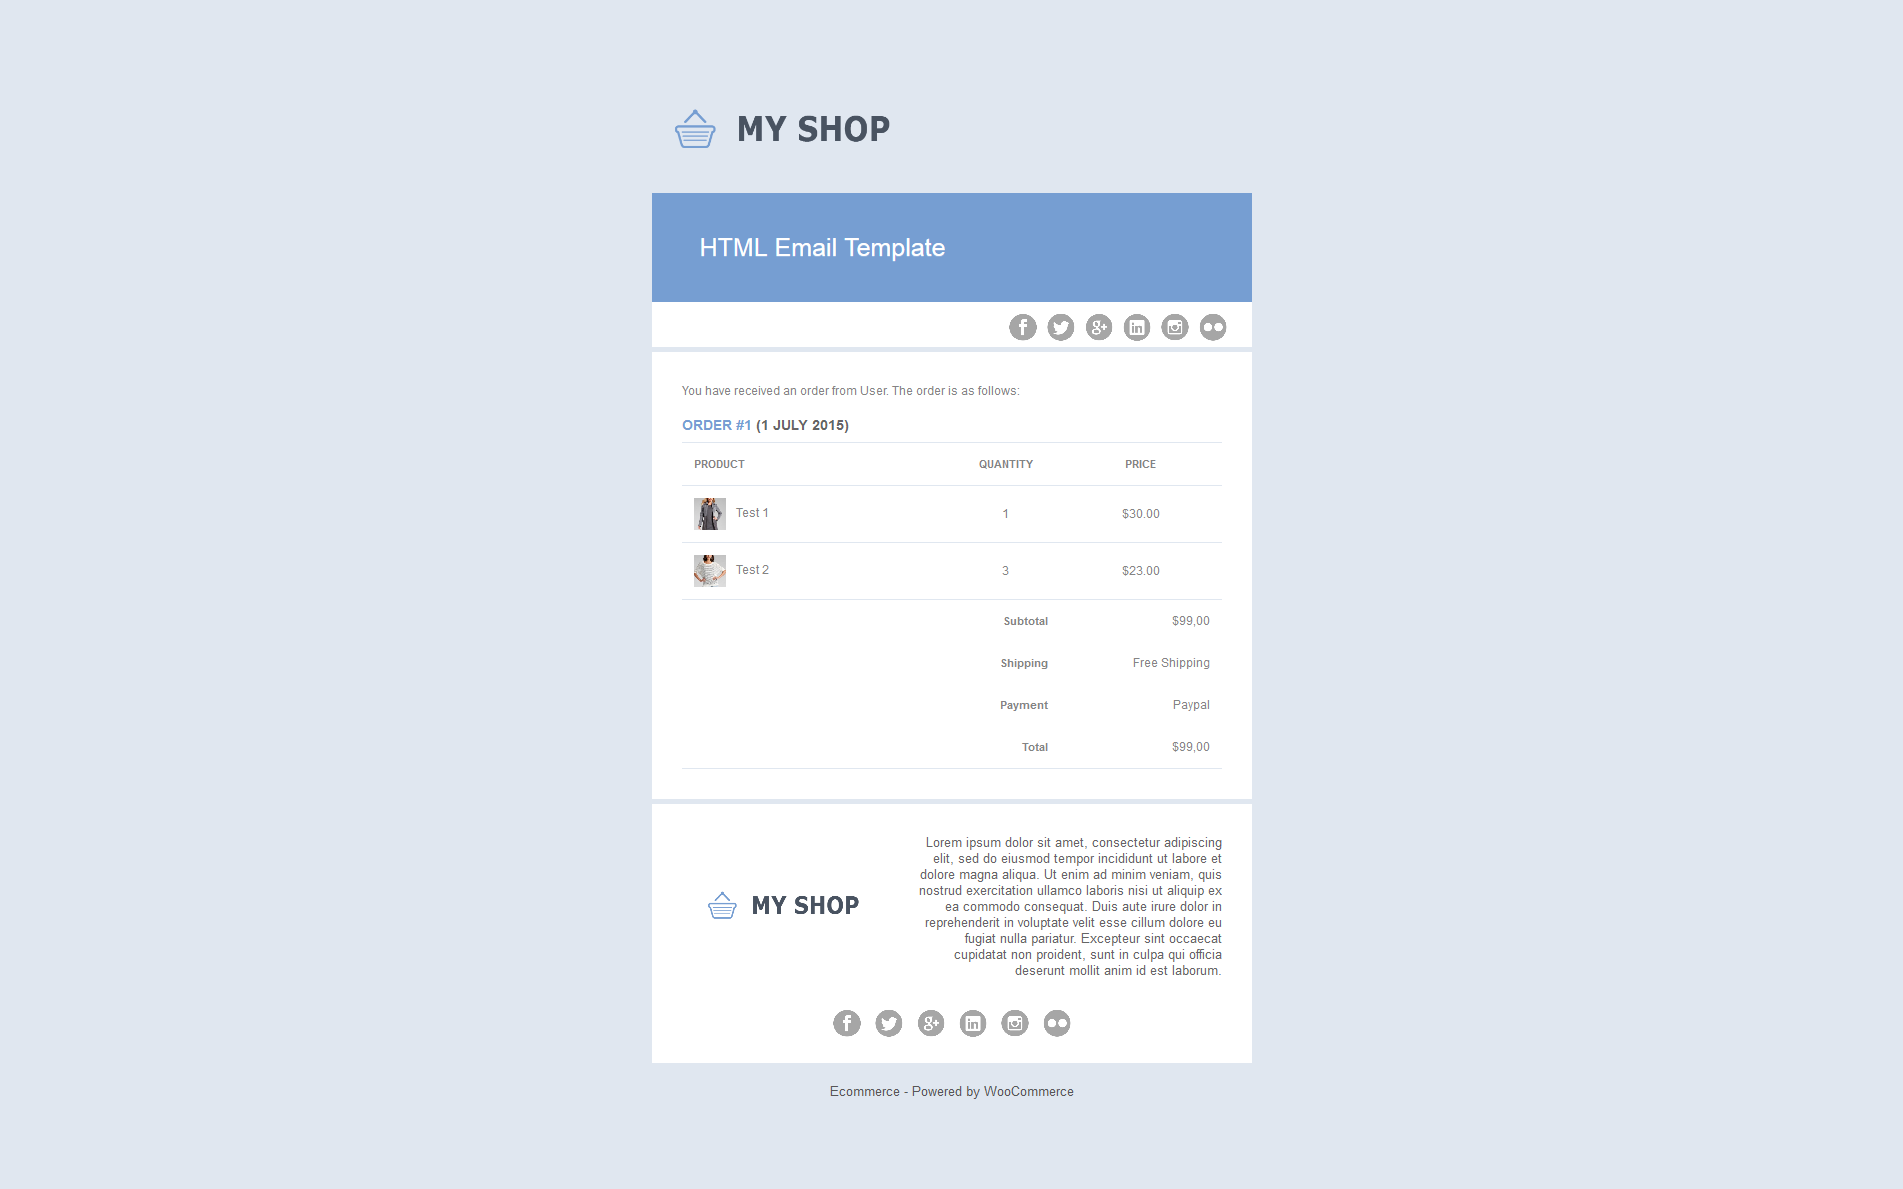 MY SHOP
HTML Email Template
You have received an order from User. The order is as follows:
ORDER #1 (1 JULY 2015)
PRODUCT QUANTITY PRICE
Test 1 1 $30.00
Test 2 3 $23.00
Subtotal $99,00
Shipping Free Shipping
Payment Paypal
Total $99,00
MY SHOP
Lorem ipsum dolor sit amet, consectetur adipiscing
elit, sed do eiusmod tempor incididunt ut labore et
dolore magna aliqua. Ut enim ad minim veniam, quis
nostrud exercitation ullamco laboris nisi ut aliquip ex
ea commodo consequat. Duis aute irure dolor in
reprehenderit in voluptate velit esse cillum dolore eu
fugiat nulla pariatur. Excepteur sint occaecat
cupidatat non proident, sunt in culpa qui officia
deserunt mollit anim id est laborum.
Ecommerce - Powered by WooCommerce